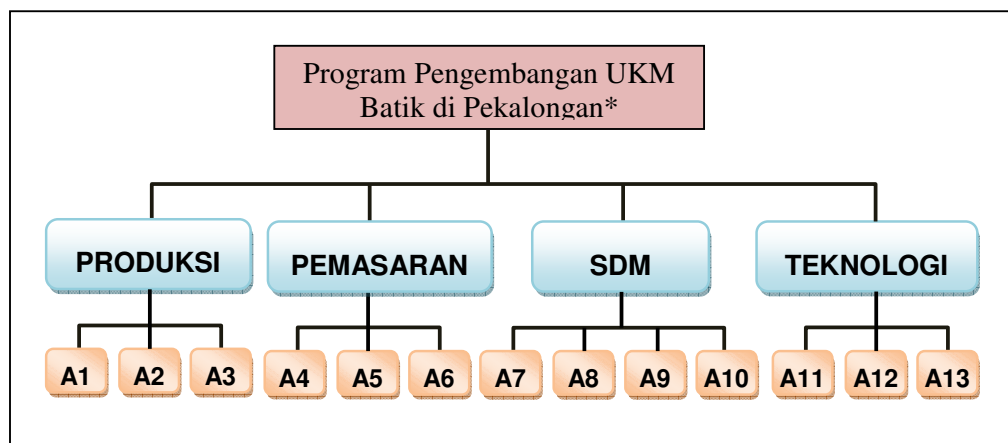 Program Pengembangan UKM
Batik di Pekalongan*
PRODUKSI PEMASARAN SDM TEKNOLOGI
A1 A2 A3 A4 A5 A6 A7 A8 A9 A10 A11 A12 A13